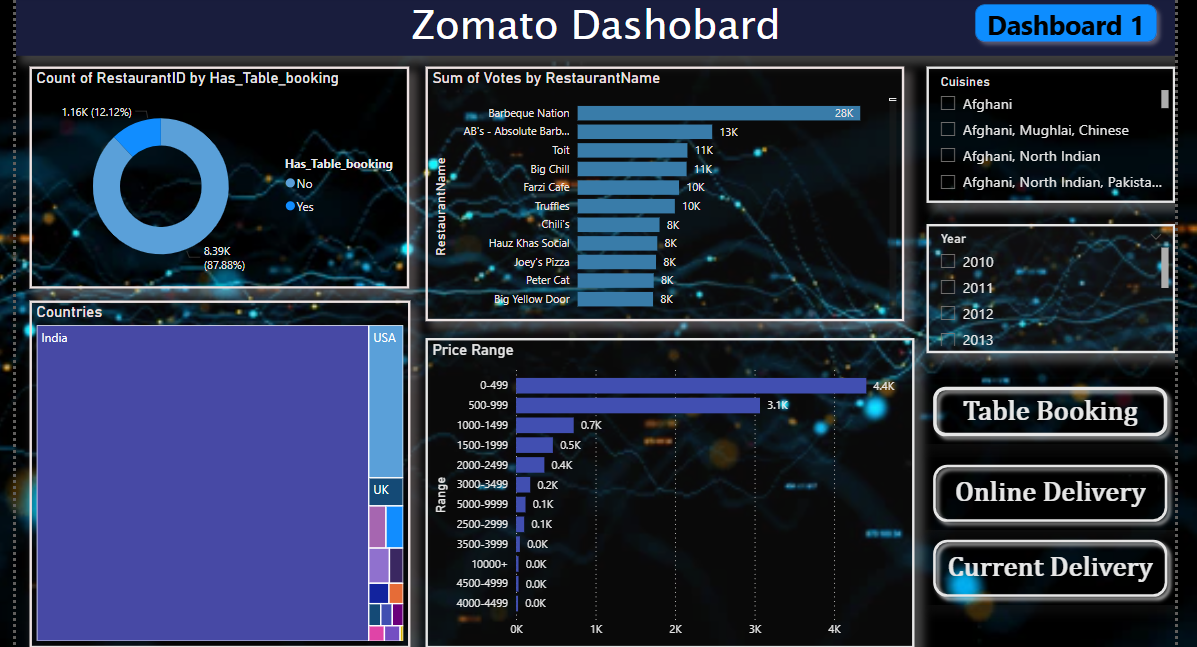 Zomato Dashobard
Dashboard 1
Count of RestaurantID by Has_Table_booking
1.16K (12.12%)
8.39K
(87.88%)
Has_Table_booking
No
Yes
Sum of Votes by RestaurantName
RestaurantName
Barbeque Nation 28K
AB's - Absolute Barb... 13K
Toit 11K
Big Chill 11K
Farzi Cafe 10K
Truffles 10K
Chili's 8K
Hauz Khas Social 8K
Joey's Pizza 8K
Peter Cat 8K
Big Yellow Door 8K
Cuisines
Afghani
Afghani, Mughlai, Chinese
Afghani, North Indian
Afghani, North Indian, Pakista...
Year
2010
2011
2012
2013
Countries
India
USA
UK
Price Range
Range
0-499 4.4K
500-999 3.1K
1000-1499 0.7K
1500-1999 0.5K
2000-2499 0.4K
3000-3499 0.2K
5000-9999 0.1K
2500-2999 0.1K
3500-3999 0.0K
10000+ 0.0K
4500-4999 0.0K
4000-4499 0.0K
0K 1K 2K 3K 4K
Table Booking
Online Delivery
Current Delivery